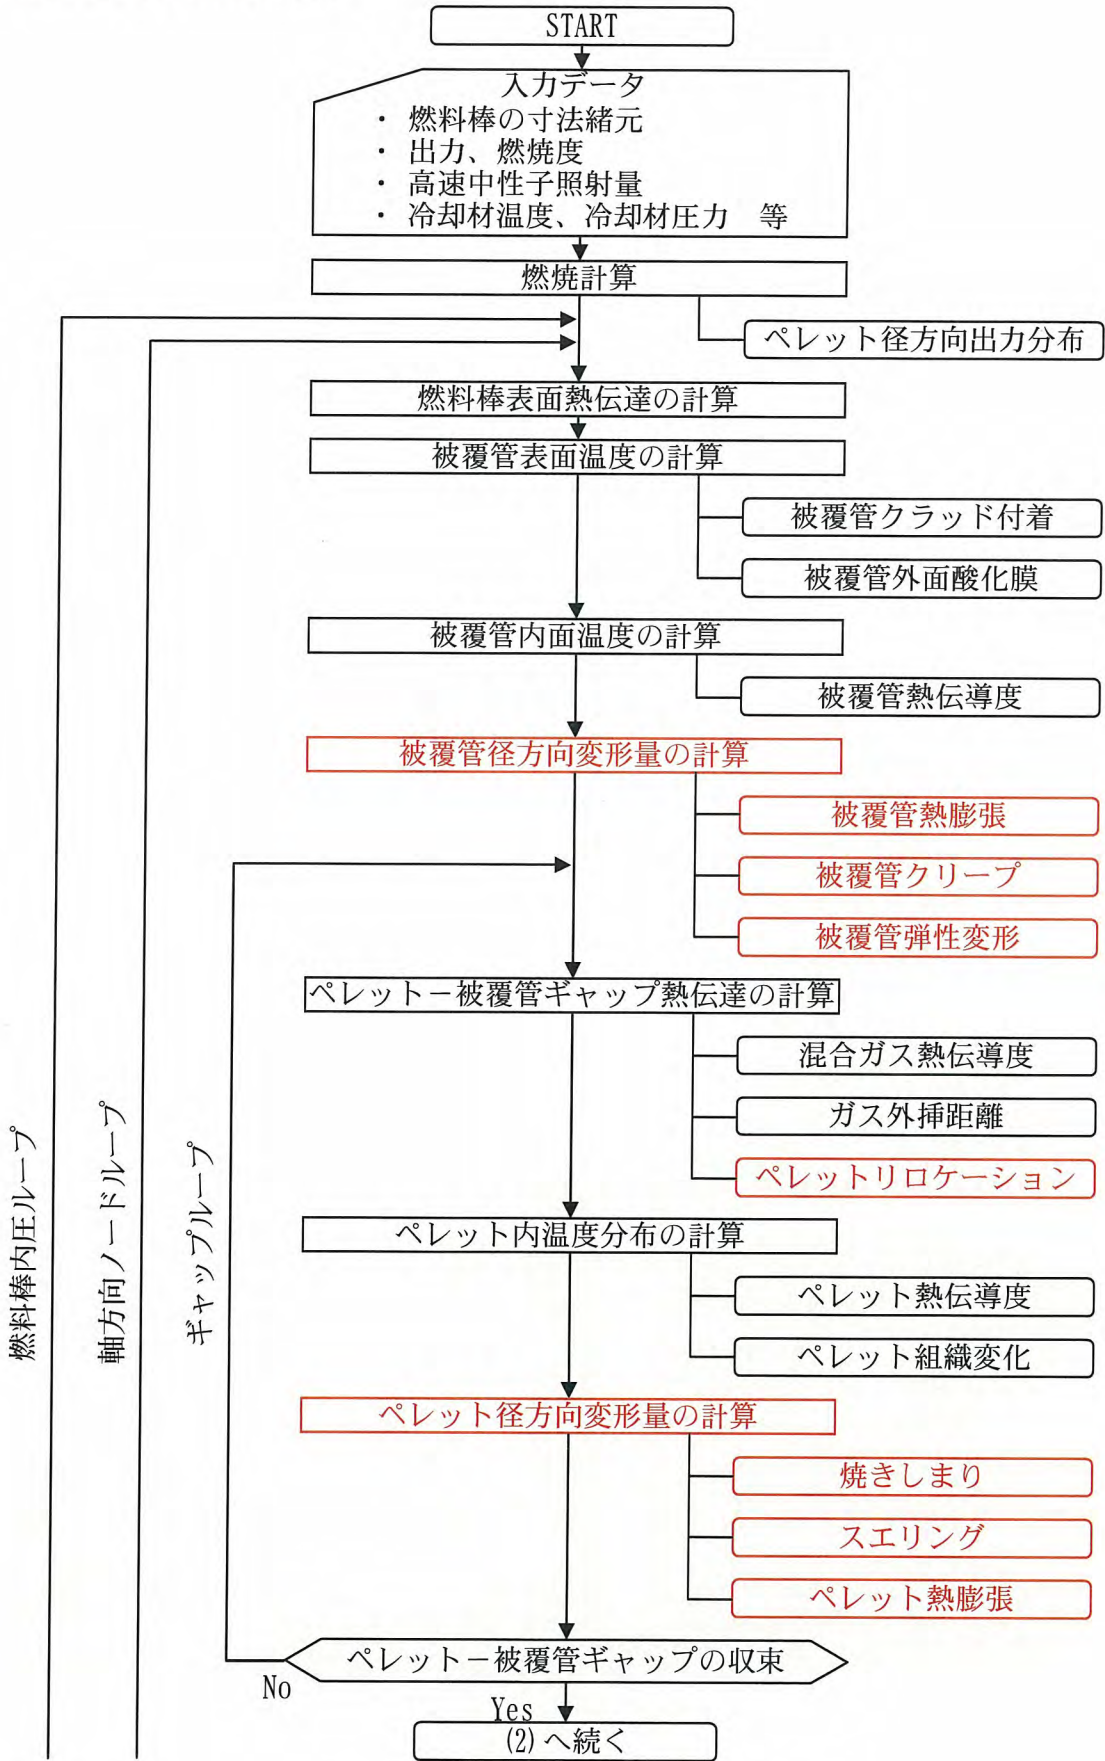 START
入力データ
・ 燃料棒の寸法緒元
・ 出力、燃焼度
・ 高速中性子照射量
・ 冷却材温度、冷却材圧力　等
燃焼計算
ペレット径方向出力分布
燃料棒表面熱伝達の計算
被覆管表面温度の計算
被覆管クラッド付着
被覆管外面酸化膜
被覆管内面温度の計算
被覆管熱伝導度
被覆管径方向変形量の計算
被覆管熱膨張
被覆管クリープ
被覆管弾性変形
ペレット－被覆管ギャップ熱伝達の計算
混合ガス熱伝導度
ガス外挿距離
ペレットリロケーション
ペレット内温度分布の計算
ペレット熱伝導度
ペレット組織変化
ペレット径方向変形量の計算
焼きしまり
スエリング
ペレット熱膨張
ペレット－被覆管ギャップの収束
No
Yes
(2)へ続く
燃料棒内圧ループ
軸方向ノードループ
ギャップループ